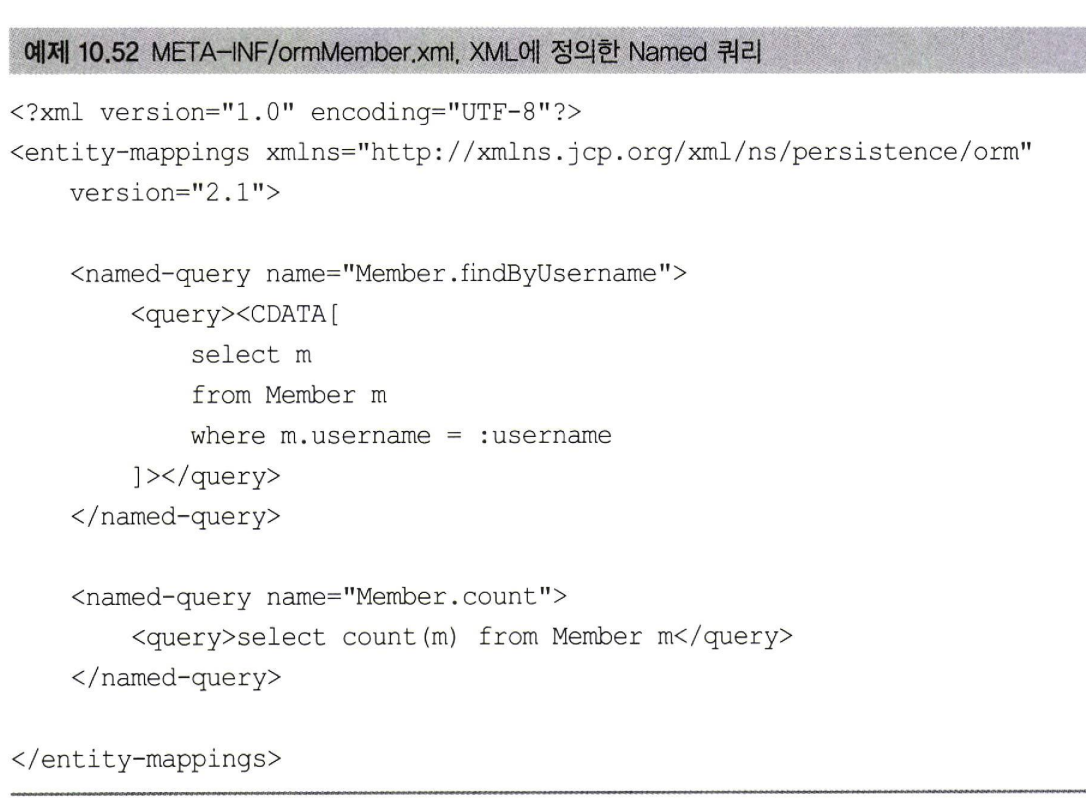 예제 10.52 META-INF/ormMember.xml, XML에 정의한 Named 쿼리
<?xml version="1.0" encoding="UTF-8"?>
<entity-mappings xmlns="http://xmlns.jcp.org/xml/ns/persistence/orm"
    version="2.1">

    <named-query name="Member.findByUsername">
        <query><CDATA[
            select m
            from Member m
            where m.username = :username
        ]></query>
    </named-query>

    <named-query name="Member.count">
        <query>select count(m) from Member m</query>
    </named-query>

</entity-mappings>